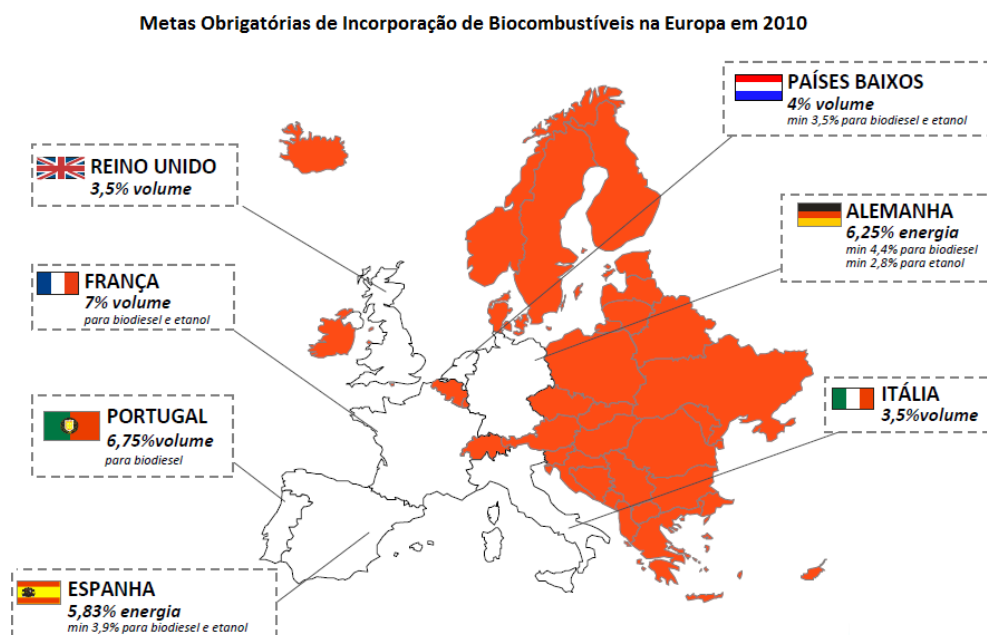 Metas Obrigatórias de Incorporação de Biocombustíveis na Europa em 2010
PAÍSES BAIXOS
4% volume
min 3,5% para biodiesel e etanol
REINO UNIDO
3,5% volume
ALEMANHA
6,25% energia
min 4,4% para biodiesel
min 2,8% para etanol
FRANÇA
7% volume
para biodiesel e etanol
ITÁLIA
3,5%volume
PORTUGAL
6,75%volume
para biodiesel
ESPANHA
5,83% energia
min 3,9% para biodiesel e etanol